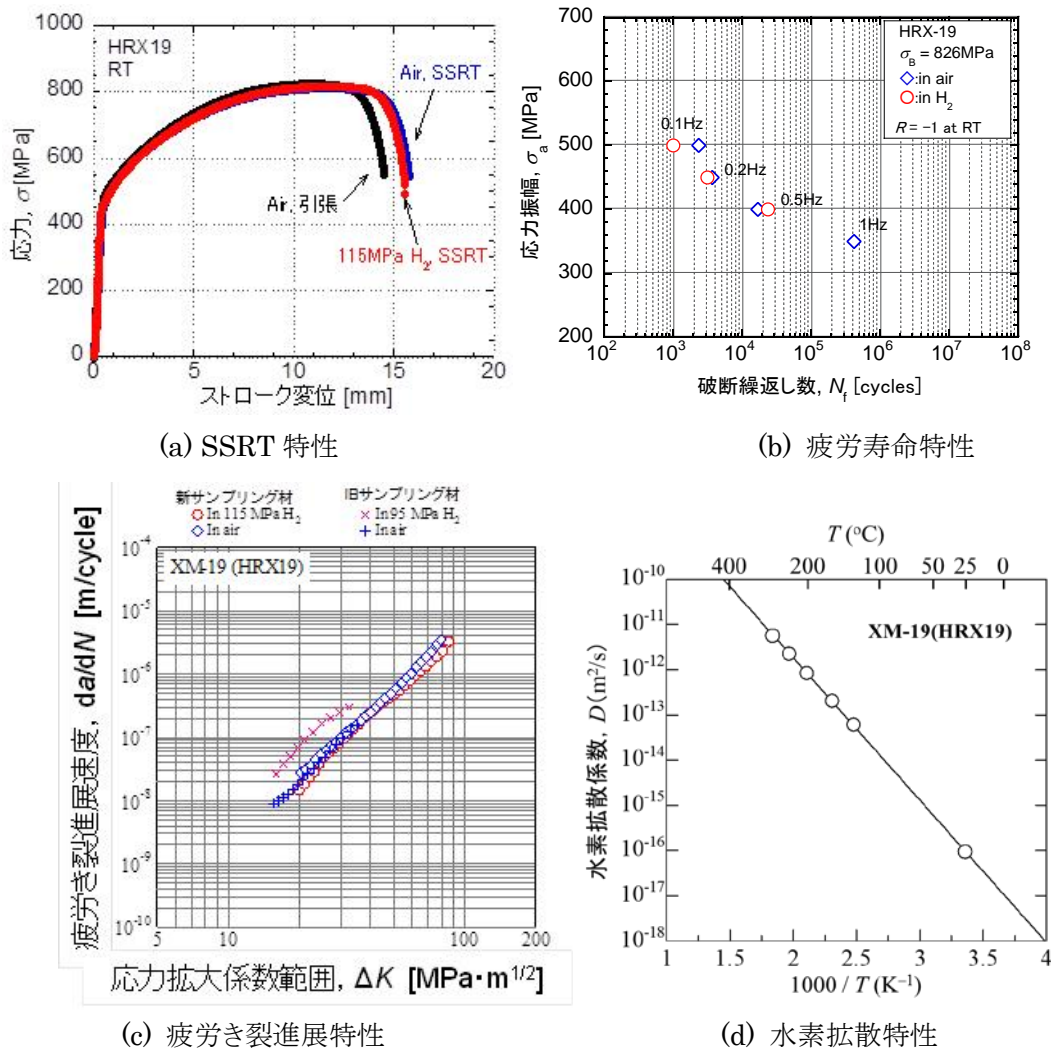 1000
800
600
400
200
0
応力, σ[MPa]
HRX19
RT
Air, SSRT
Air, 引張
115MPa H2, SSRT
0
5
10
15
20
ストローク変位 [mm]
(a) SSRT 特性
700
600
500
400
300
200
応力振幅, σa [MPa]
HRX-19
σB = 826MPa
◇:in air
○:in H2
R = −1 at RT
0.1Hz
0.2Hz
0.5Hz
1Hz
10^2
10^3
10^4
10^5
10^6
10^7
10^8
破断繰返し数, Nf [cycles]
(b) 疲労寿命特性
新サンプリング材
旧サンプリング材
○ In 115 MPa H2
× In 95 MPa H2
◇ In air
+ In air
XM-19 (HRX19)
10^-4
10^-5
10^-6
10^-7
10^-8
10^-9
10^-10
疲労き裂進展速度, da/dN [m/cycle]
5
10
100
200
応力拡大係数範囲, ΔK [MPa·m^1/2]
(c) 疲労き裂進展特性
T (°C)
400
200
100
50
25
0
10^-10
10^-11
10^-12
10^-13
10^-14
10^-15
10^-16
10^-17
10^-18
水素拡散係数, D(m²/s)
XM-19(HRX19)
1
1.5
2
2.5
3
3.5
4
1000 / T (K^-1)
(d) 水素拡散特性